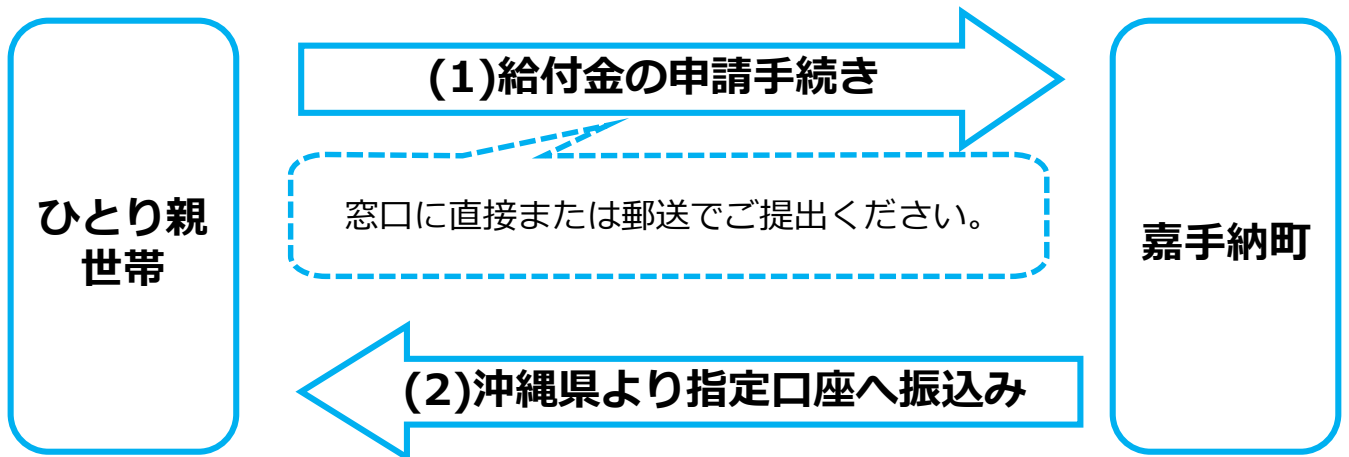 (1)給付金の申請手続き
窓口に直接または郵送でご提出ください。
ひとり親
世帯
嘉手納町
(2)沖縄県より指定口座へ振込み